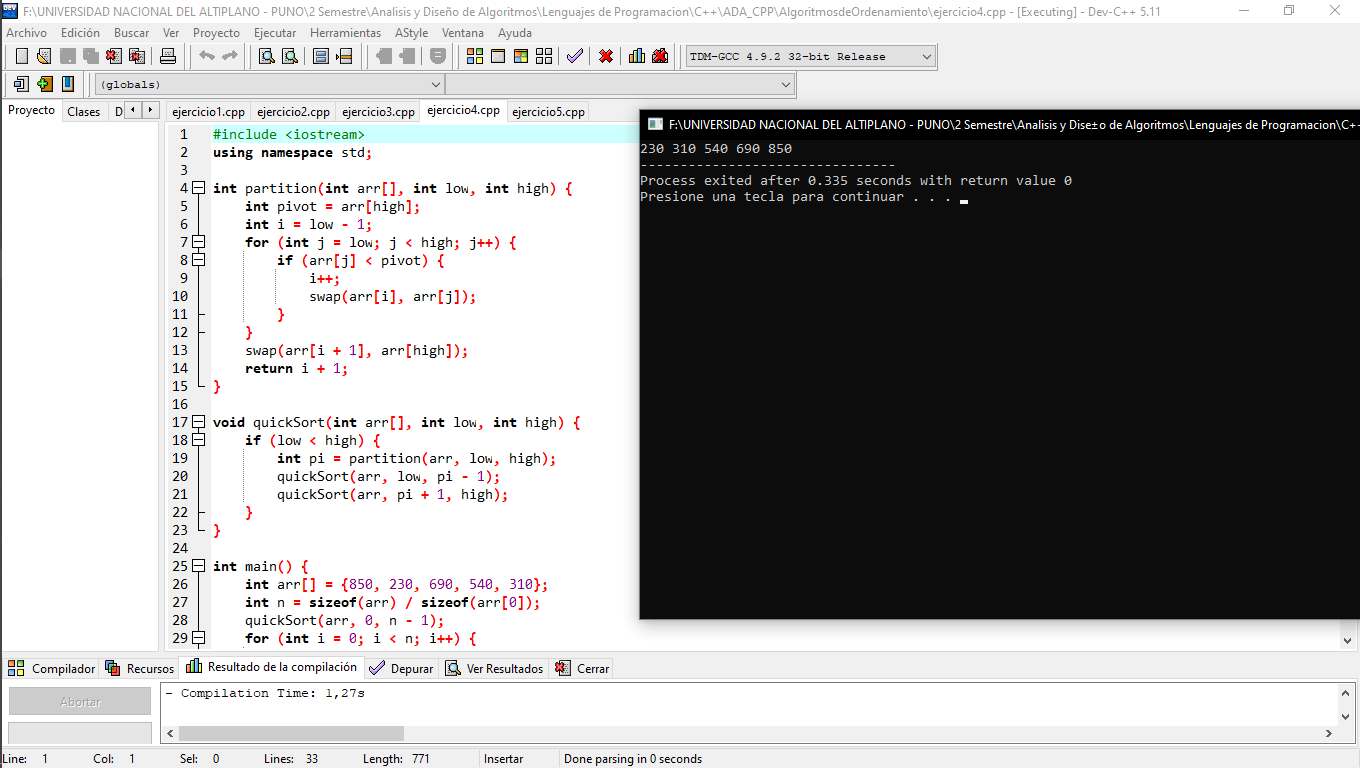 F:\UNIVERSIDAD NACIONAL DEL ALTIPLANO - PUNO\2 Semestre\Analisis y Diseño de Algoritmos\Lenguajes de Programacion\C++\ADA_CPP\AlgoritmosdeOrdenamiento\ejercicio4.cpp - [Executing] - Dev-C++ 5.11
Archivo Edición Buscar Ver Proyecto Ejecutar Herramientas AStyle Ventana Ayuda
TDM-GCC 4.9.2 32-bit Release
(globals)
Proyecto Clases D
ejercicio1.cpp ejercicio2.cpp ejercicio3.cpp ejercicio4.cpp ejercicio5.cpp
1 #include <iostream>
2 using namespace std;
3
4 int partition(int arr[], int low, int high) {
5 int pivot = arr[high];
6 int i = low - 1;
7 for (int j = low; j < high; j++) {
8 if (arr[j] < pivot) {
9 i++;
10 swap(arr[i], arr[j]);
11 }
12 }
13 swap(arr[i + 1], arr[high]);
14 return i + 1;
15 }
16
17 void quickSort(int arr[], int low, int high) {
18 if (low < high) {
19 int pi = partition(arr, low, high);
20 quickSort(arr, low, pi - 1);
21 quickSort(arr, pi + 1, high);
22 }
23 }
24
25 int main() {
26 int arr[] = {850, 230, 690, 540, 310};
27 int n = sizeof(arr) / sizeof(arr[0]);
28 quickSort(arr, 0, n - 1);
29 for (int i = 0; i < n; i++) {
F:\UNIVERSIDAD NACIONAL DEL ALTIPLANO - PUNO\2 Semestre\Analisis y Dise±o de Algoritmos\Lenguajes de Programacion\C++
230 310 540 690 850
--------------------------------
Process exited after 0.335 seconds with return value 0
Presione una tecla para continuar . . .
Compilador Recursos Resultado de la compilación Depurar Ver Resultados Cerrar
Abortar
- Compilation Time: 1,27s
Line: 1 Col: 1 Sel: 0 Lines: 33 Length: 771 Insertar Done parsing in 0 seconds